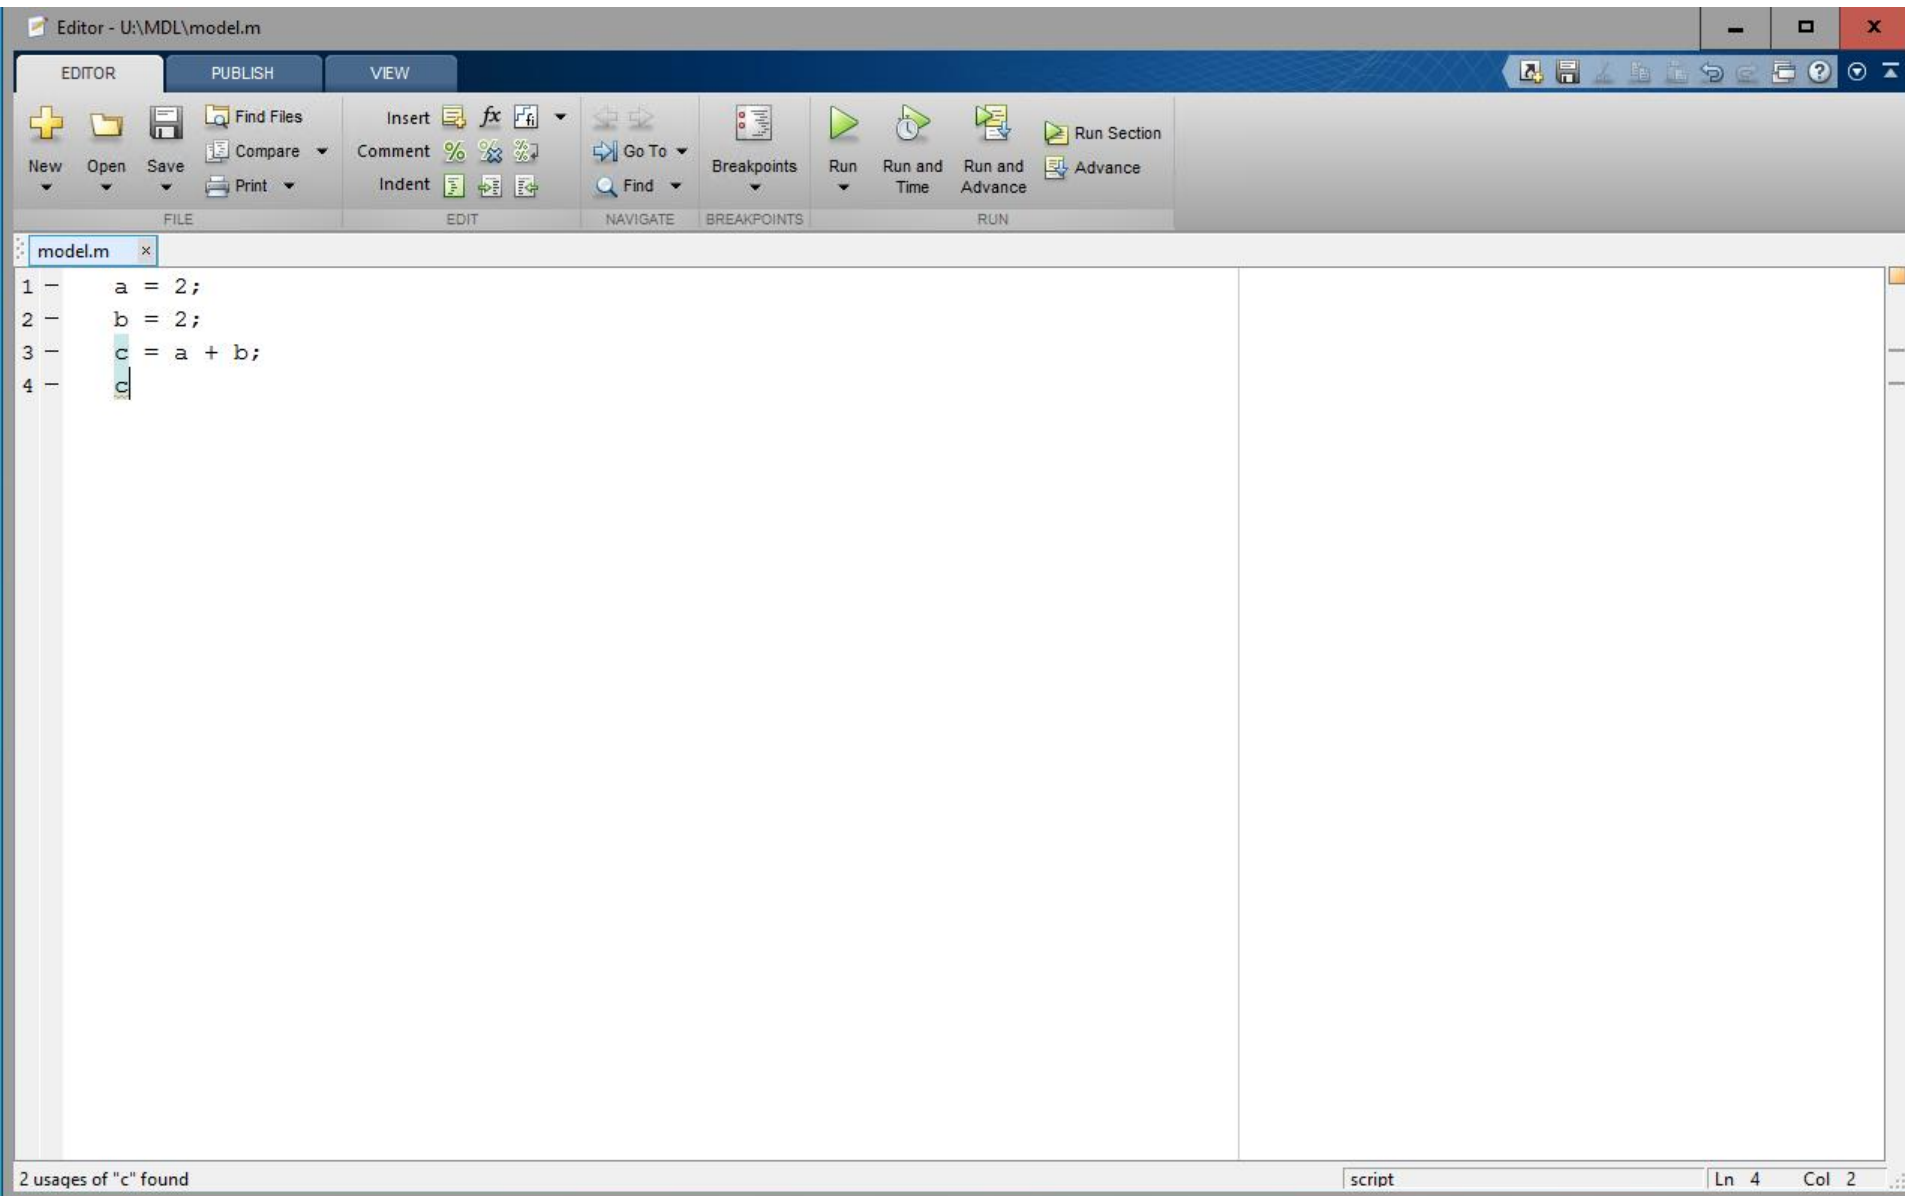 Editor - U:\MDL\model.m
EDITOR PUBLISH VIEW
New
Open
Save
Find Files
Compare
Print
FILE
Insert fx fi
Comment % % %
Indent
EDIT
Go To
Find
NAVIGATE
Breakpoints
BREAKPOINTS
Run
Run and
Time
Run and
Advance
Run Section
Advance
RUN
model.m ×
1 – a = 2;
2 – b = 2;
3 – c = a + b;
4 – c
2 usages of "c" found script Ln 4 Col 2